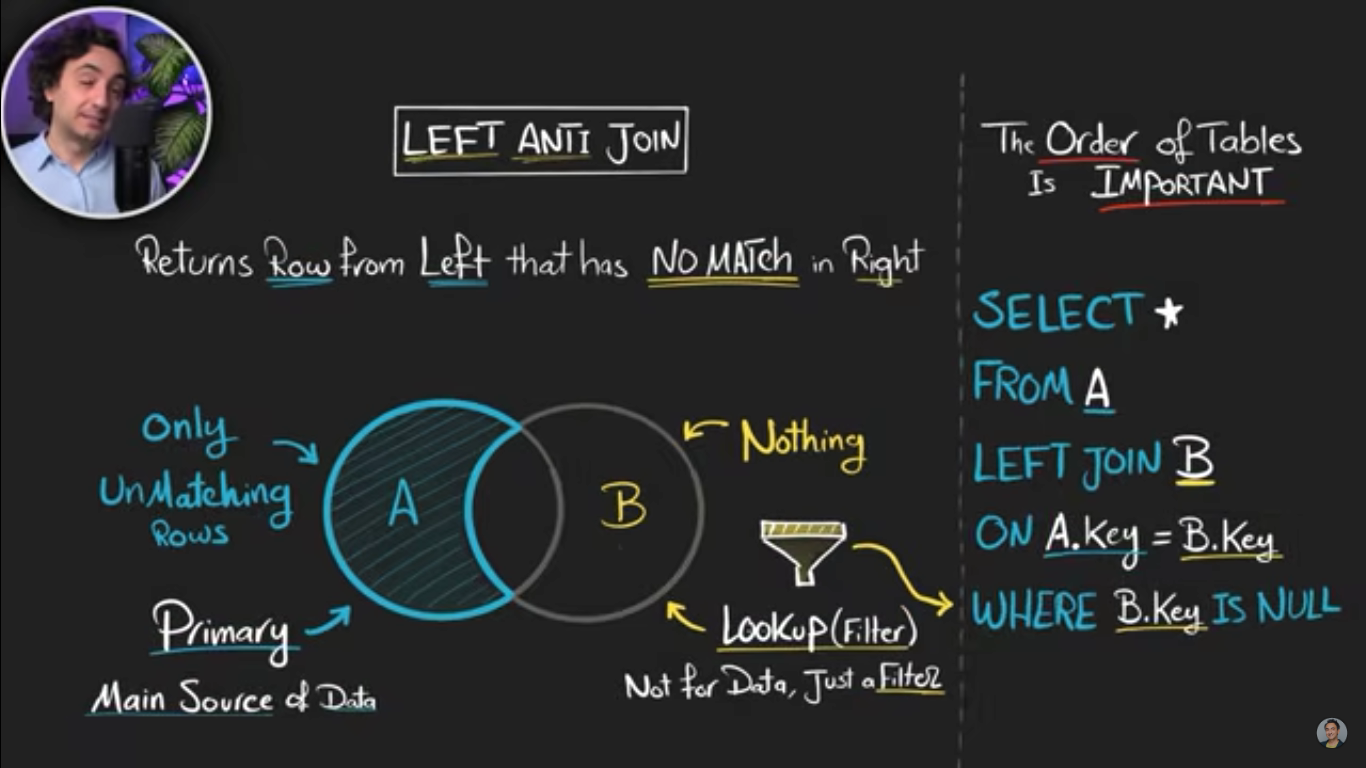 LEFT ANTI JOIN
Returns Row from Left that has NO MATCh in Right
Only
UnMatching
Rows
A
B
Nothing
Primary
Main Source of Data
Lookup (Filter)
Not for Data, Just a Filter
The Order of Tables
Is IMPORTANT
SELECT *
FROM A
LEFT JOIN B
ON A.Key = B.Key
WHERE B.Key IS NULL